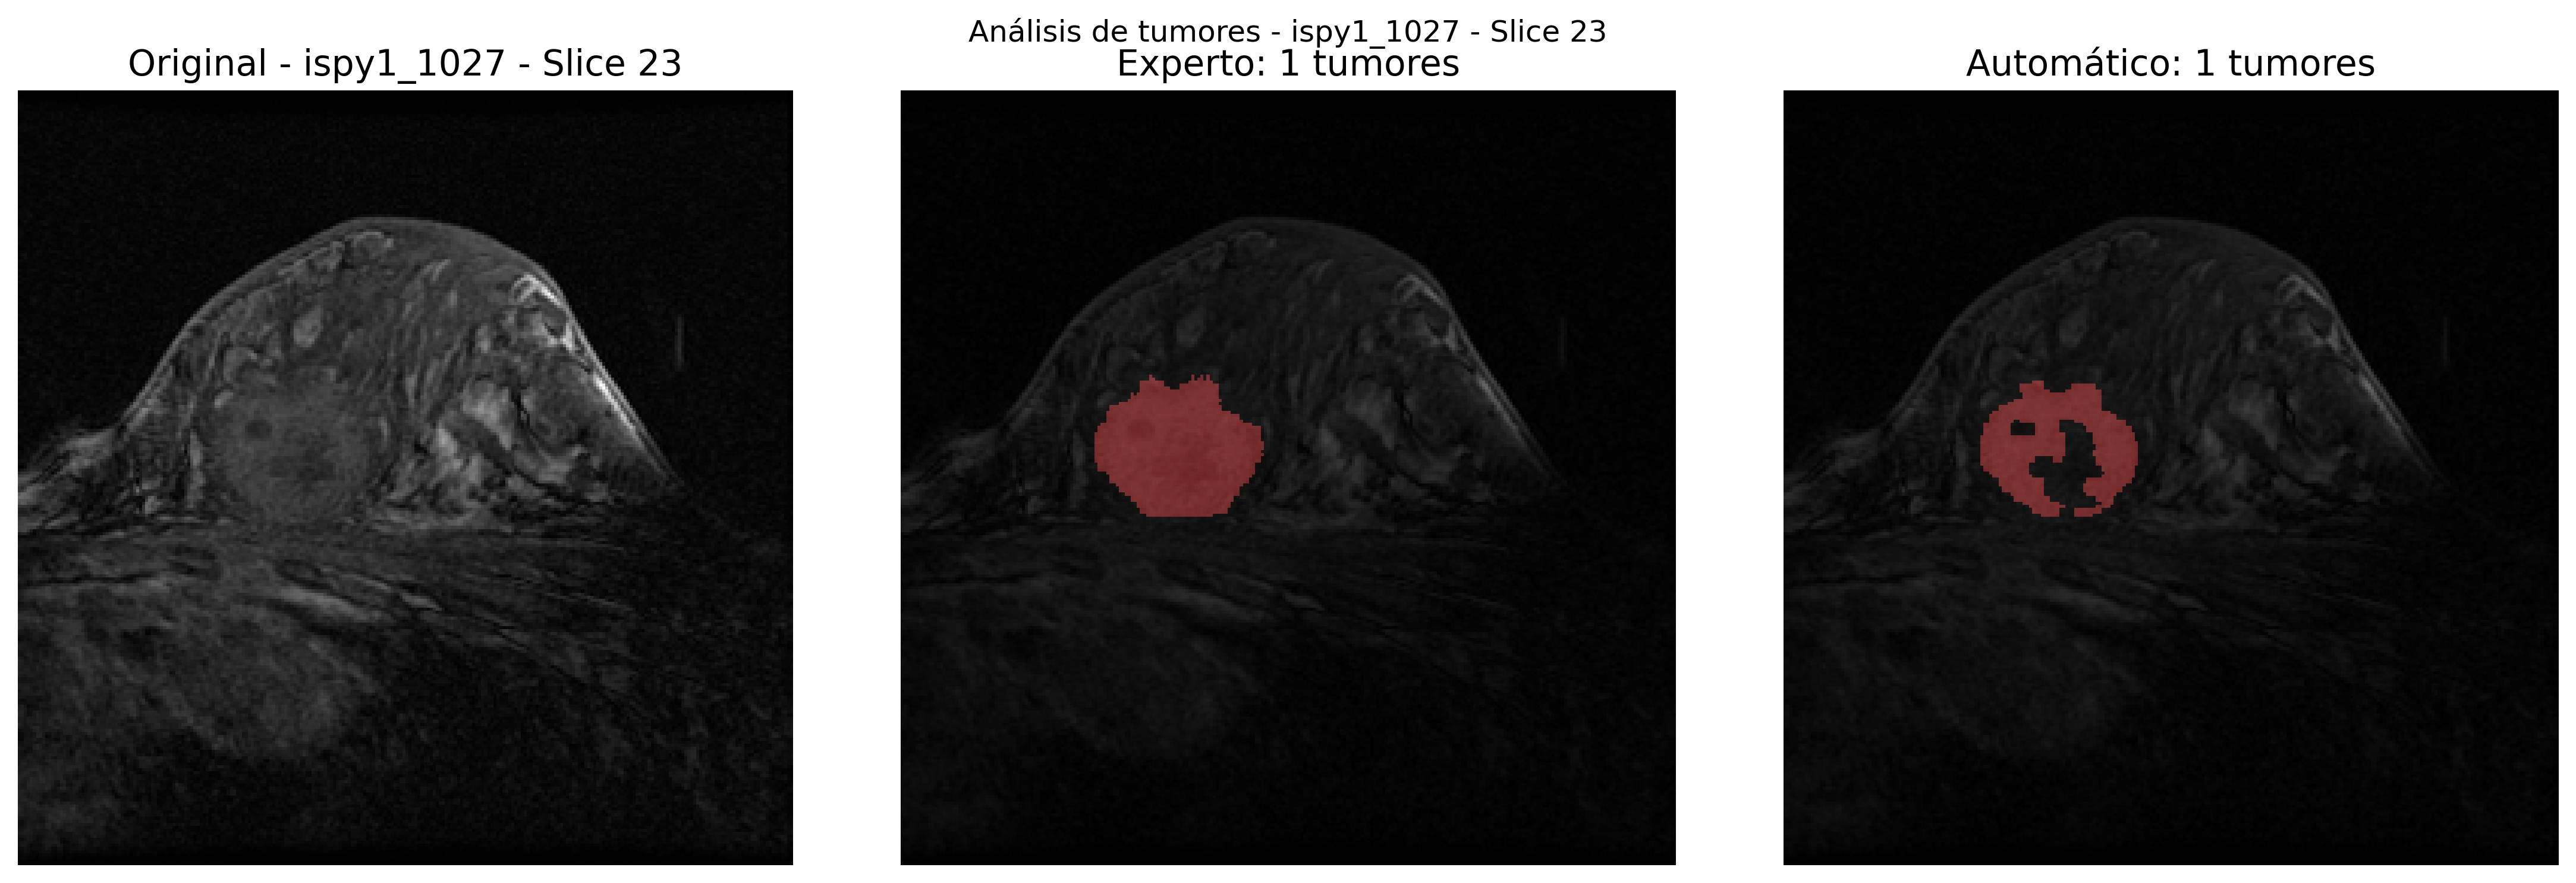 Análisis de tumores - ispy1_1027 - Slice 23
Original - ispy1_1027 - Slice 23
Experto: 1 tumores
Automático: 1 tumores